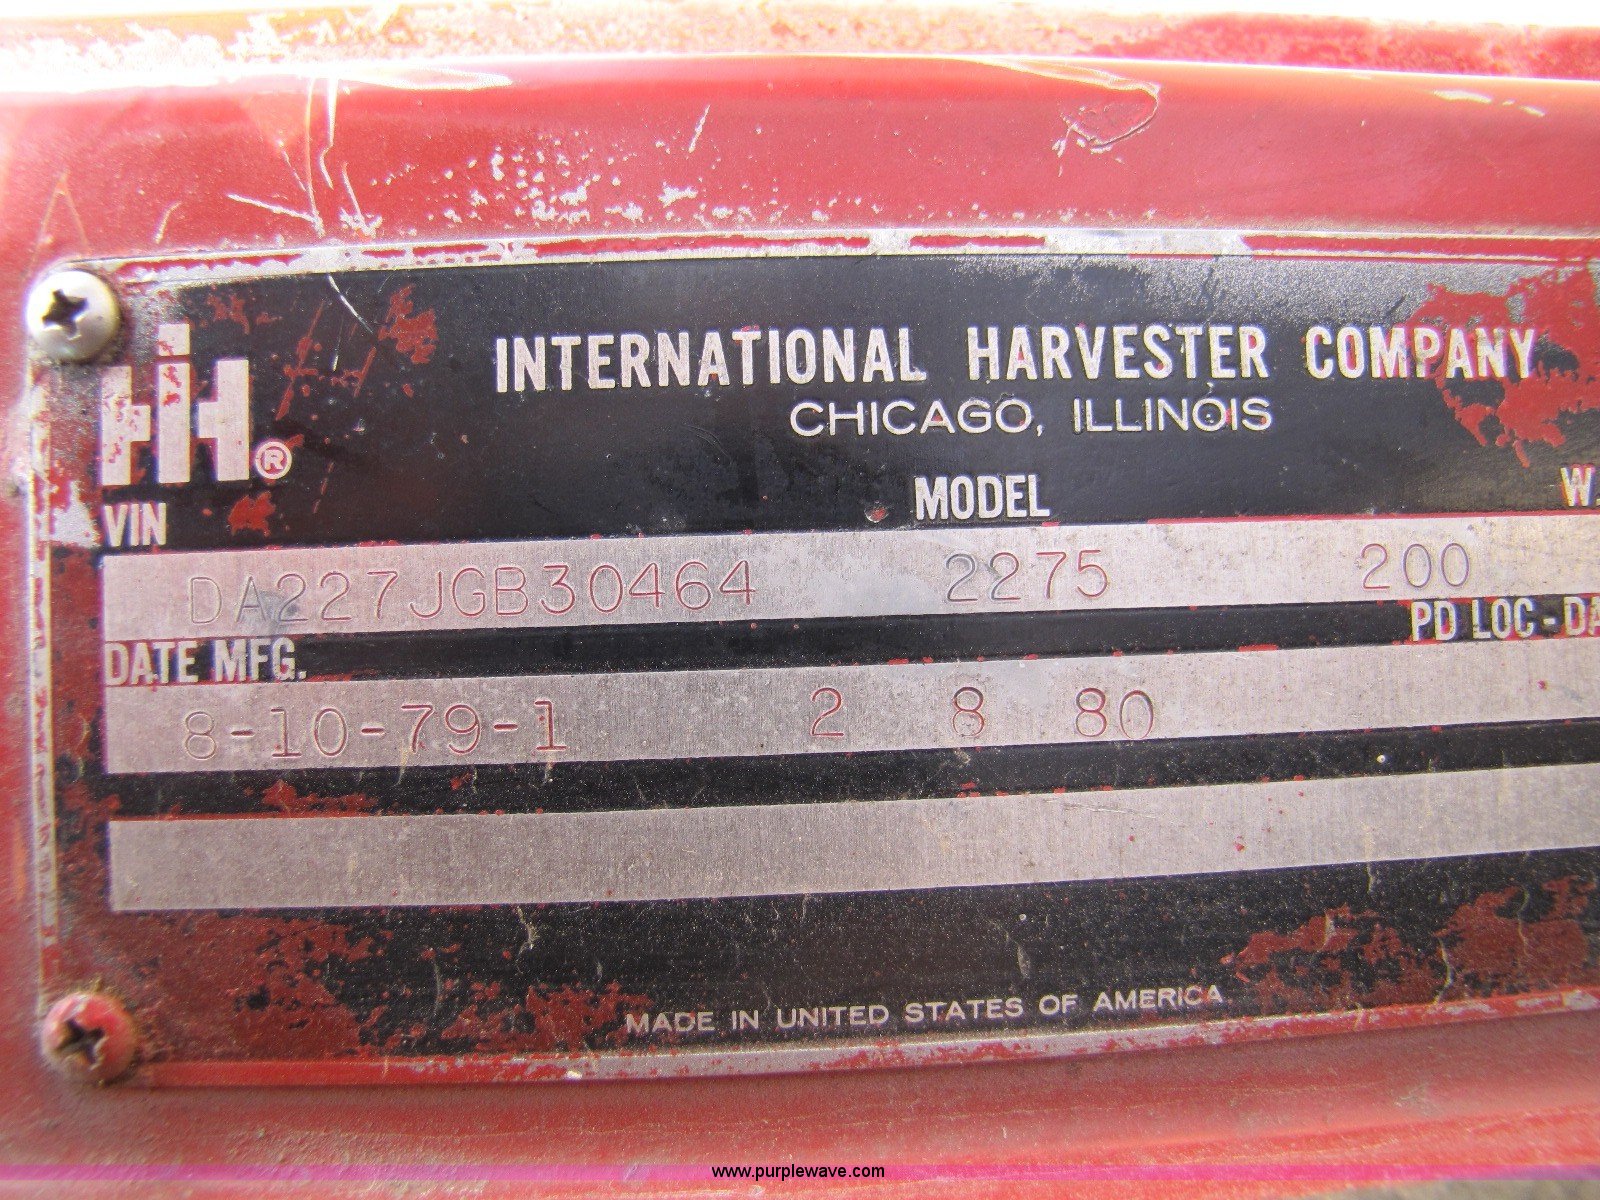 INTERNATIONAL HARVESTER COMPANY
CHICAGO, ILLINOIS
IH ®
VIN MODEL W.
DA227JGB30464 2275 200
DATE MFG. PD LOC-DA
8-10-79-1 2 8 80
MADE IN UNITED STATES OF AMERICA
www.purplewave.com